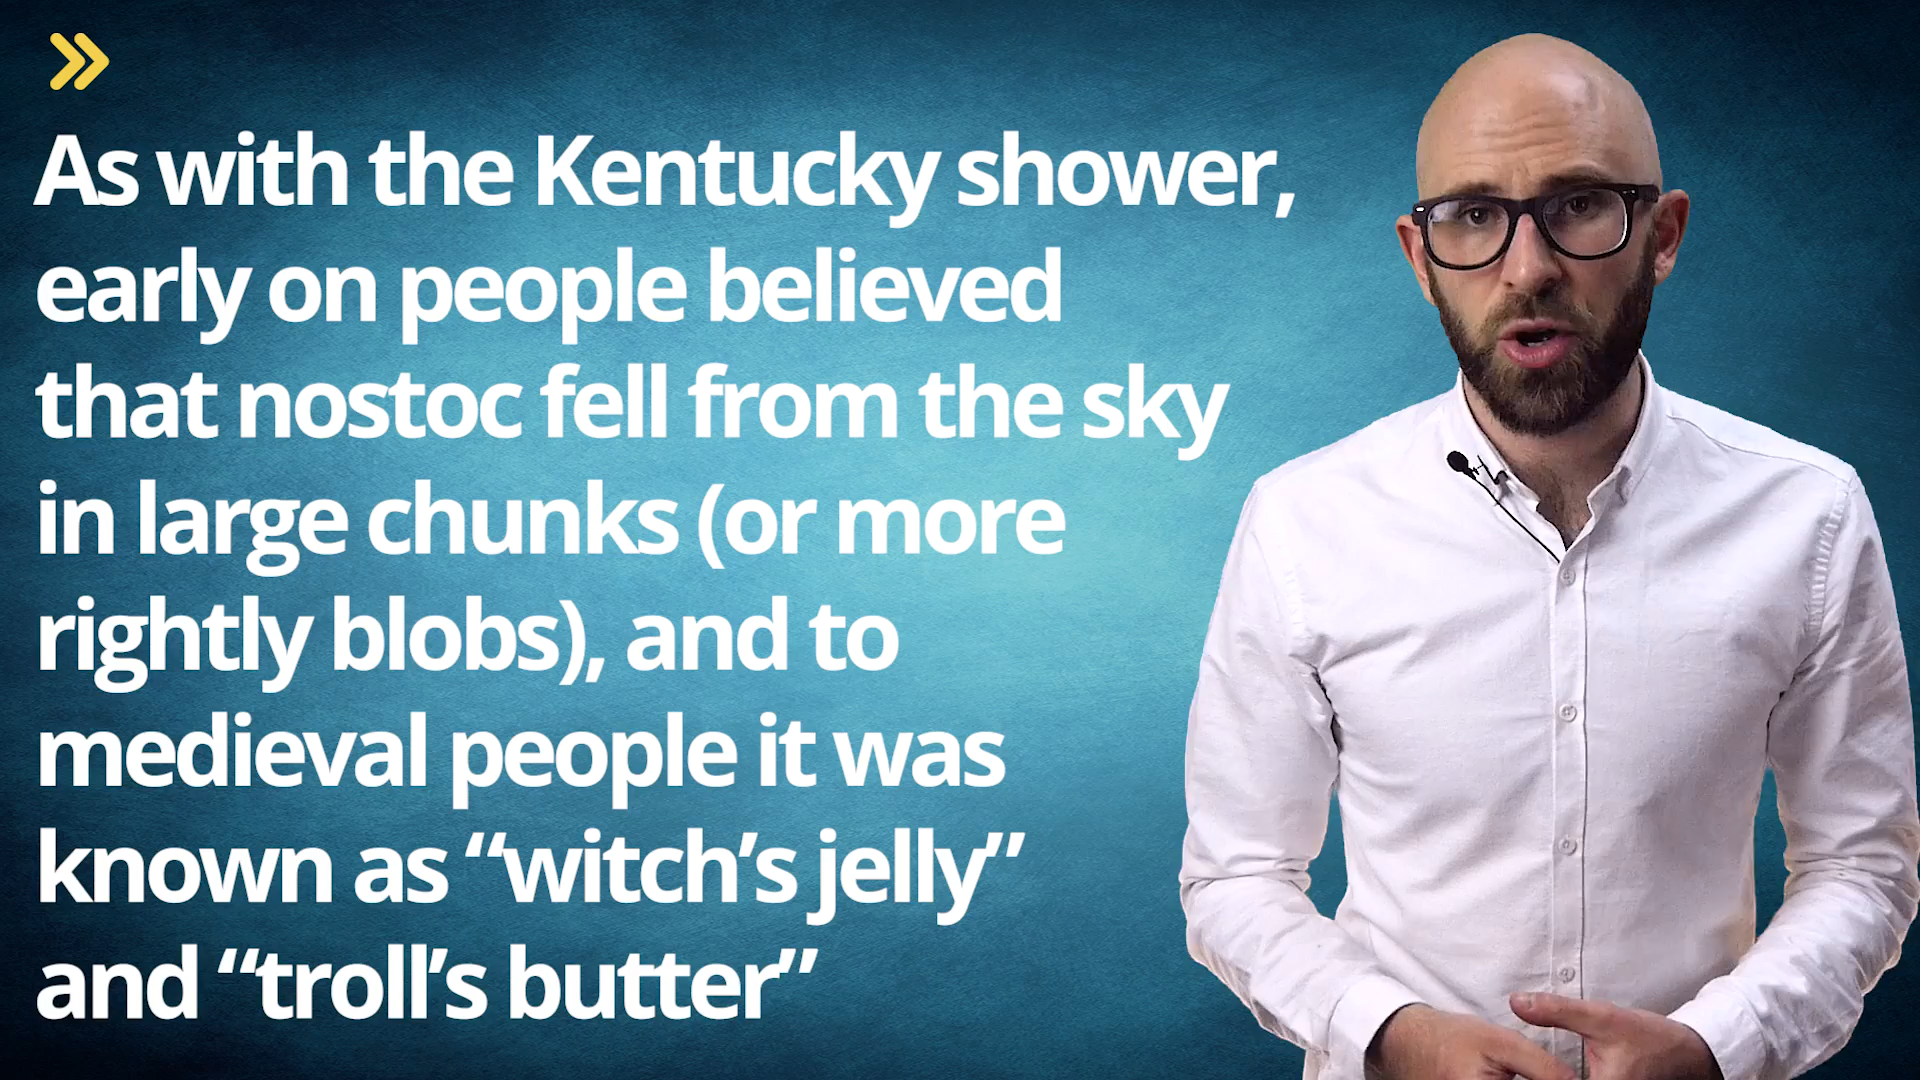 As with the Kentucky shower,
early on people believed
that nostoc fell from the sky
in large chunks (or more
rightly blobs), and to
medieval people it was
known as “witch’s jelly”
and “troll’s butter”